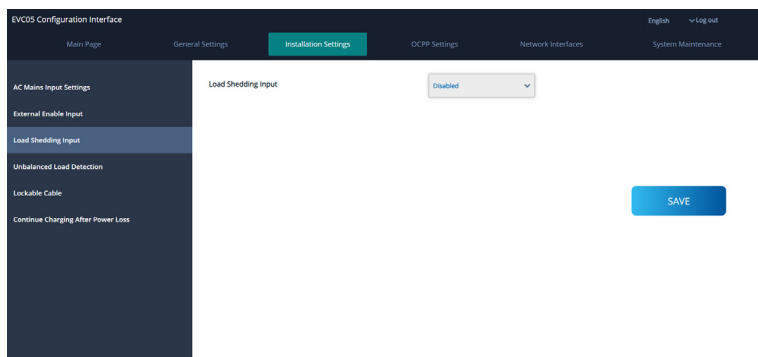 EVC05 Configuration Interface
English
Log out
Main Page
General Settings
Installation Settings
OCPP Settings
Network Interfaces
System Maintenance
AC Mains Input Settings
External Enable Input
Load Shedding Input
Unbalanced Load Detection
Lockable Cable
Continue Charging After Power Loss
Load Shedding Input
Disabled
SAVE